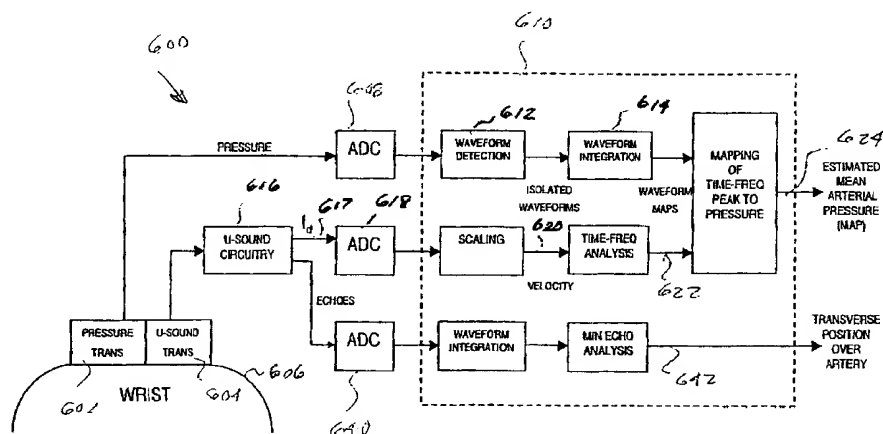 600
610
608
612
614
624
ADC
WAVEFORM
DETECTION
WAVEFORM
INTEGRATION
MAPPING
OF
TIME-FREQ
PEAK TO
PRESSURE
PRESSURE
616
ISOLATED
WAVEFORMS
WAVEFORM
MAPS
ESTIMATED
MEAN
ARTERIAL
PRESSURE
(MAP)
617
618
620
U-SOUND
CIRCUITRY
ADC
SCALING
TIME-FREQ
ANALYSIS
VELOCITY
622
ECHOES
PRESSURE
TRANS
U-SOUND
TRANS
ADC
WAVEFORM
INTEGRATION
MIN ECHO
ANALYSIS
TRANSVERSE
POSITION
OVER
ARTERY
642
606
604
WRIST
640